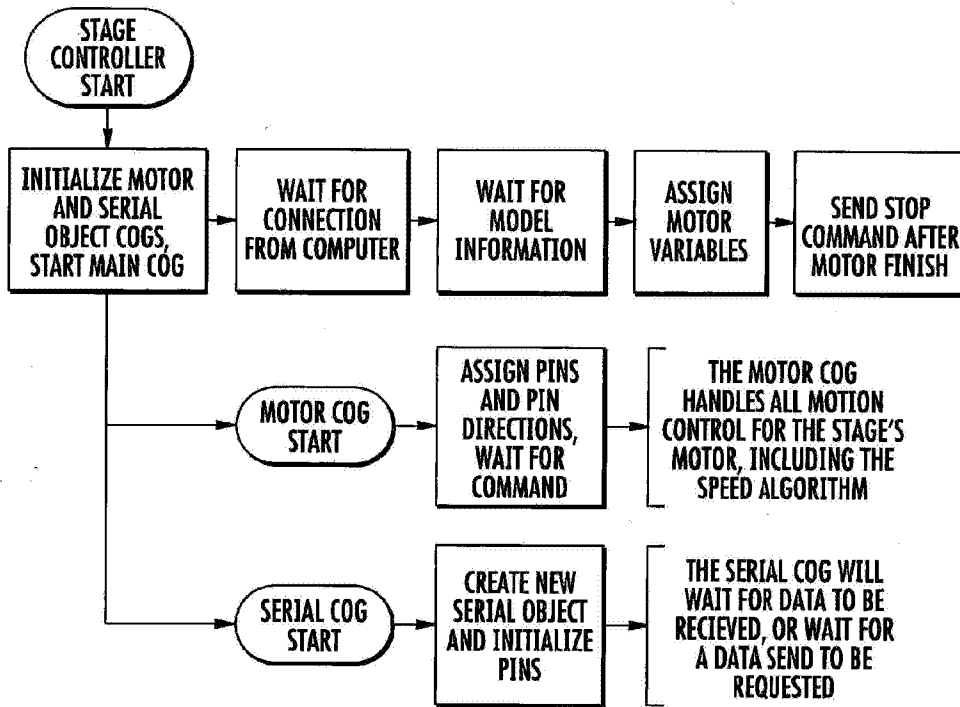 STAGE
CONTROLLER
START
INITIALIZE MOTOR
AND SERIAL
OBJECT COGS,
START MAIN COG
WAIT FOR
CONNECTION
FROM COMPUTER
WAIT FOR
MODEL
INFORMATION
ASSIGN
MOTOR
VARIABLES
SEND STOP
COMMAND AFTER
MOTOR FINISH
MOTOR COG
START
ASSIGN PINS
AND PIN
DIRECTIONS,
WAIT FOR
COMMAND
THE MOTOR COG
HANDLES ALL MOTION
CONTROL FOR THE STAGE'S
MOTOR, INCLUDING THE
SPEED ALGORITHM
SERIAL COG
START
CREATE NEW
SERIAL OBJECT
AND INITIALIZE
PINS
THE SERIAL COG WILL
WAIT FOR DATA TO BE
RECIEVED, OR WAIT FOR
A DATA SEND TO BE
REQUESTED